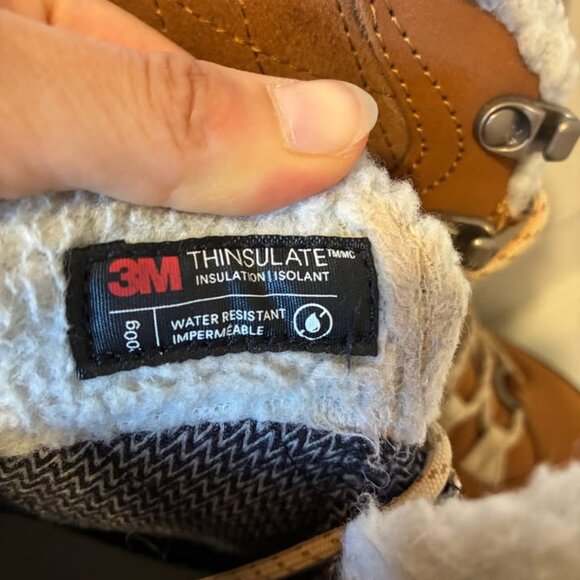 3M THINSULATE™/MC
INSULATION | ISOLANT
600g
WATER RESISTANT
IMPERMÉABLE